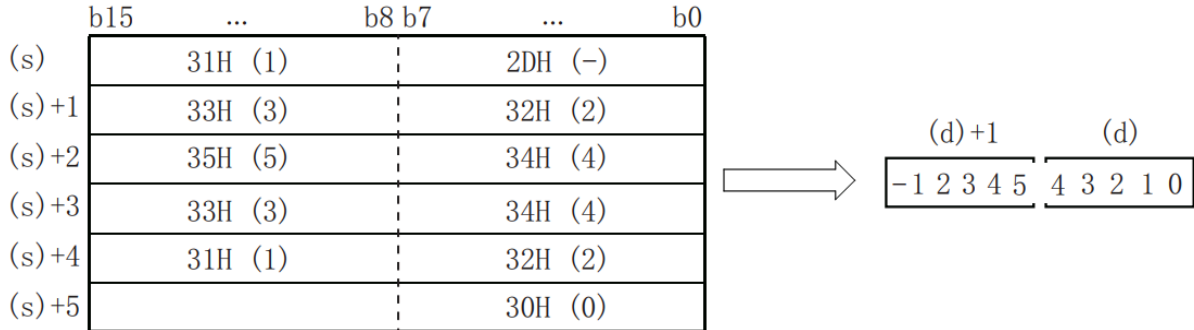 b15 ... b8 b7 ... b0
(s) 31H (1) 2DH (-)
(s)+1 33H (3) 32H (2)
(s)+2 35H (5) 34H (4)
(s)+3 33H (3) 34H (4)
(s)+4 31H (1) 32H (2)
(s)+5 30H (0)
(d)+1 (d)
-1 2 3 4 5 4 3 2 1 0